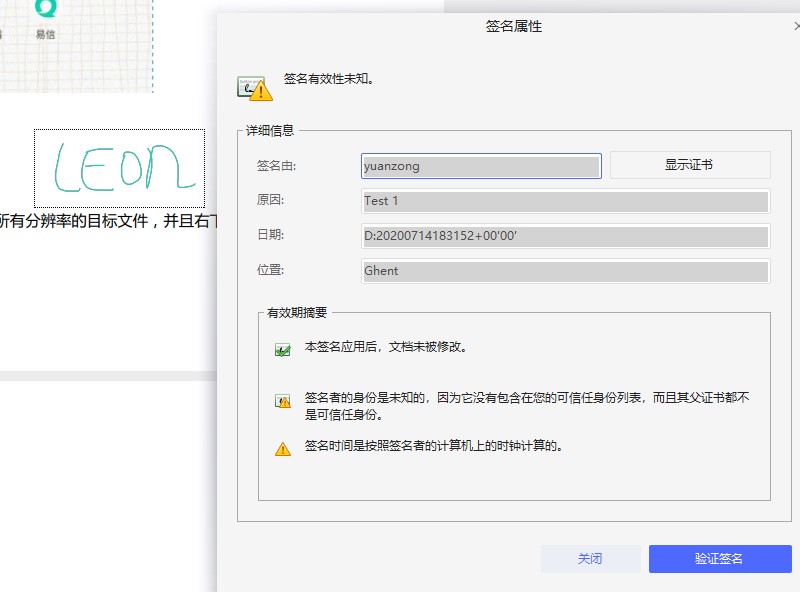 易信
LEON
所有分辨率的目标文件，并且右下
签名属性
签名有效性未知。
详细信息
签名由:
yuanzong
显示证书
原因:
Test 1
日期:
D:20200714183152+00'00'
位置:
Ghent
有效期摘要
本签名应用后，文档未被修改。
签名者的身份是未知的，因为它没有包含在您的可信任身份列表，而且其父证书都不
是可信任身份。
签名时间是按照签名者的计算机上的时钟计算的。
关闭
验证签名